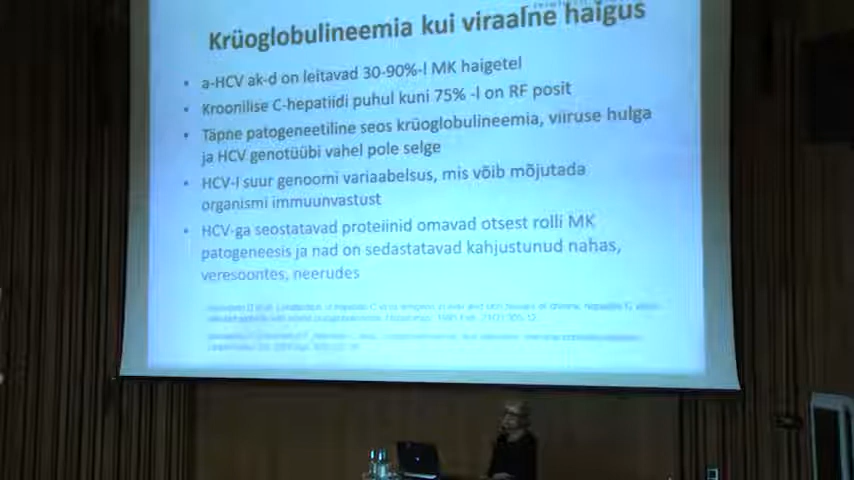 Krüoglobulineemia kui viraalne haigus
• a-HCV ak-d on leitavad 30-90%-l MK haigetel
• Kroonilise C-hepatiidi puhul kuni 75% -l on RF posit
• Täpne patogeneetiline seos krüoglobulineemia, viiruse hulga
ja HCV genotüübi vahel pole selge
• HCV-l suur genoomi variaabelsus, mis võib mõjutada
organismi immuunvastust
• HCV-ga seostatavad proteiinid omavad otsest rolli MK
patogeneesis ja nad on sedastatavad kahjustunud nahas,
veresoontes, neerudes